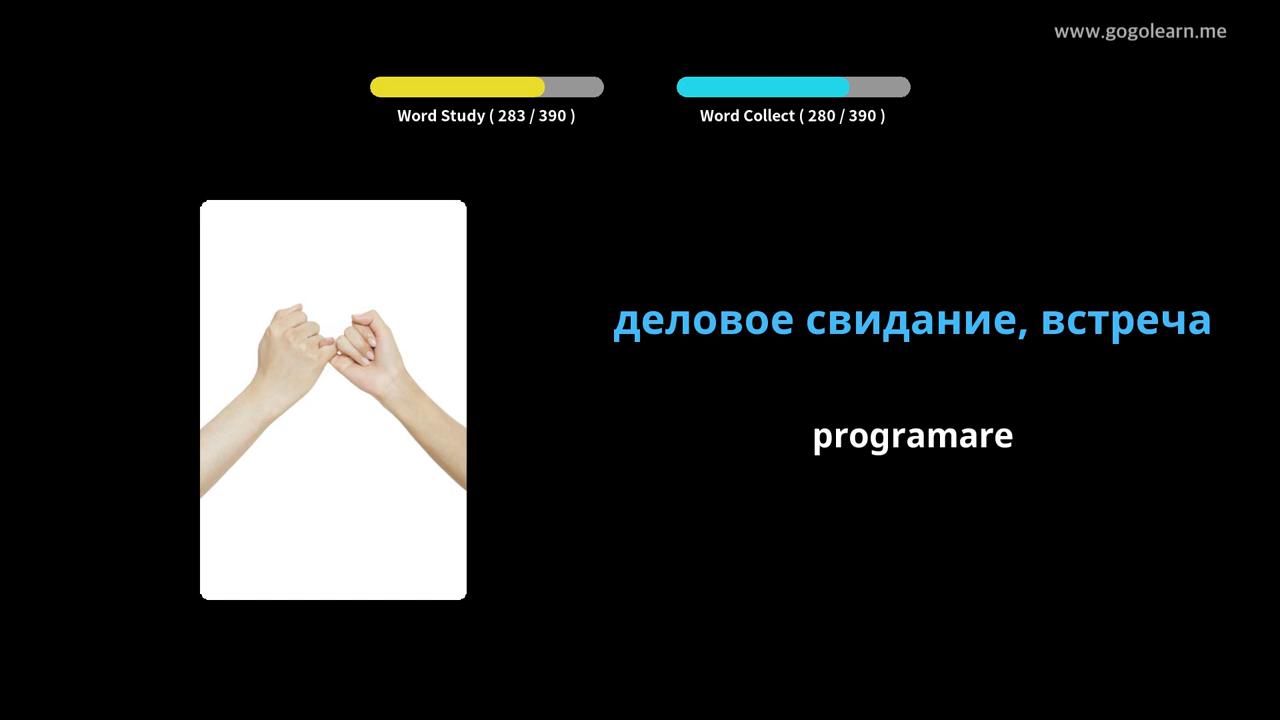 www.gogolearn.me
Word Study ( 283 / 390 )
Word Collect ( 280 / 390 )
деловое свидание, встреча
programare